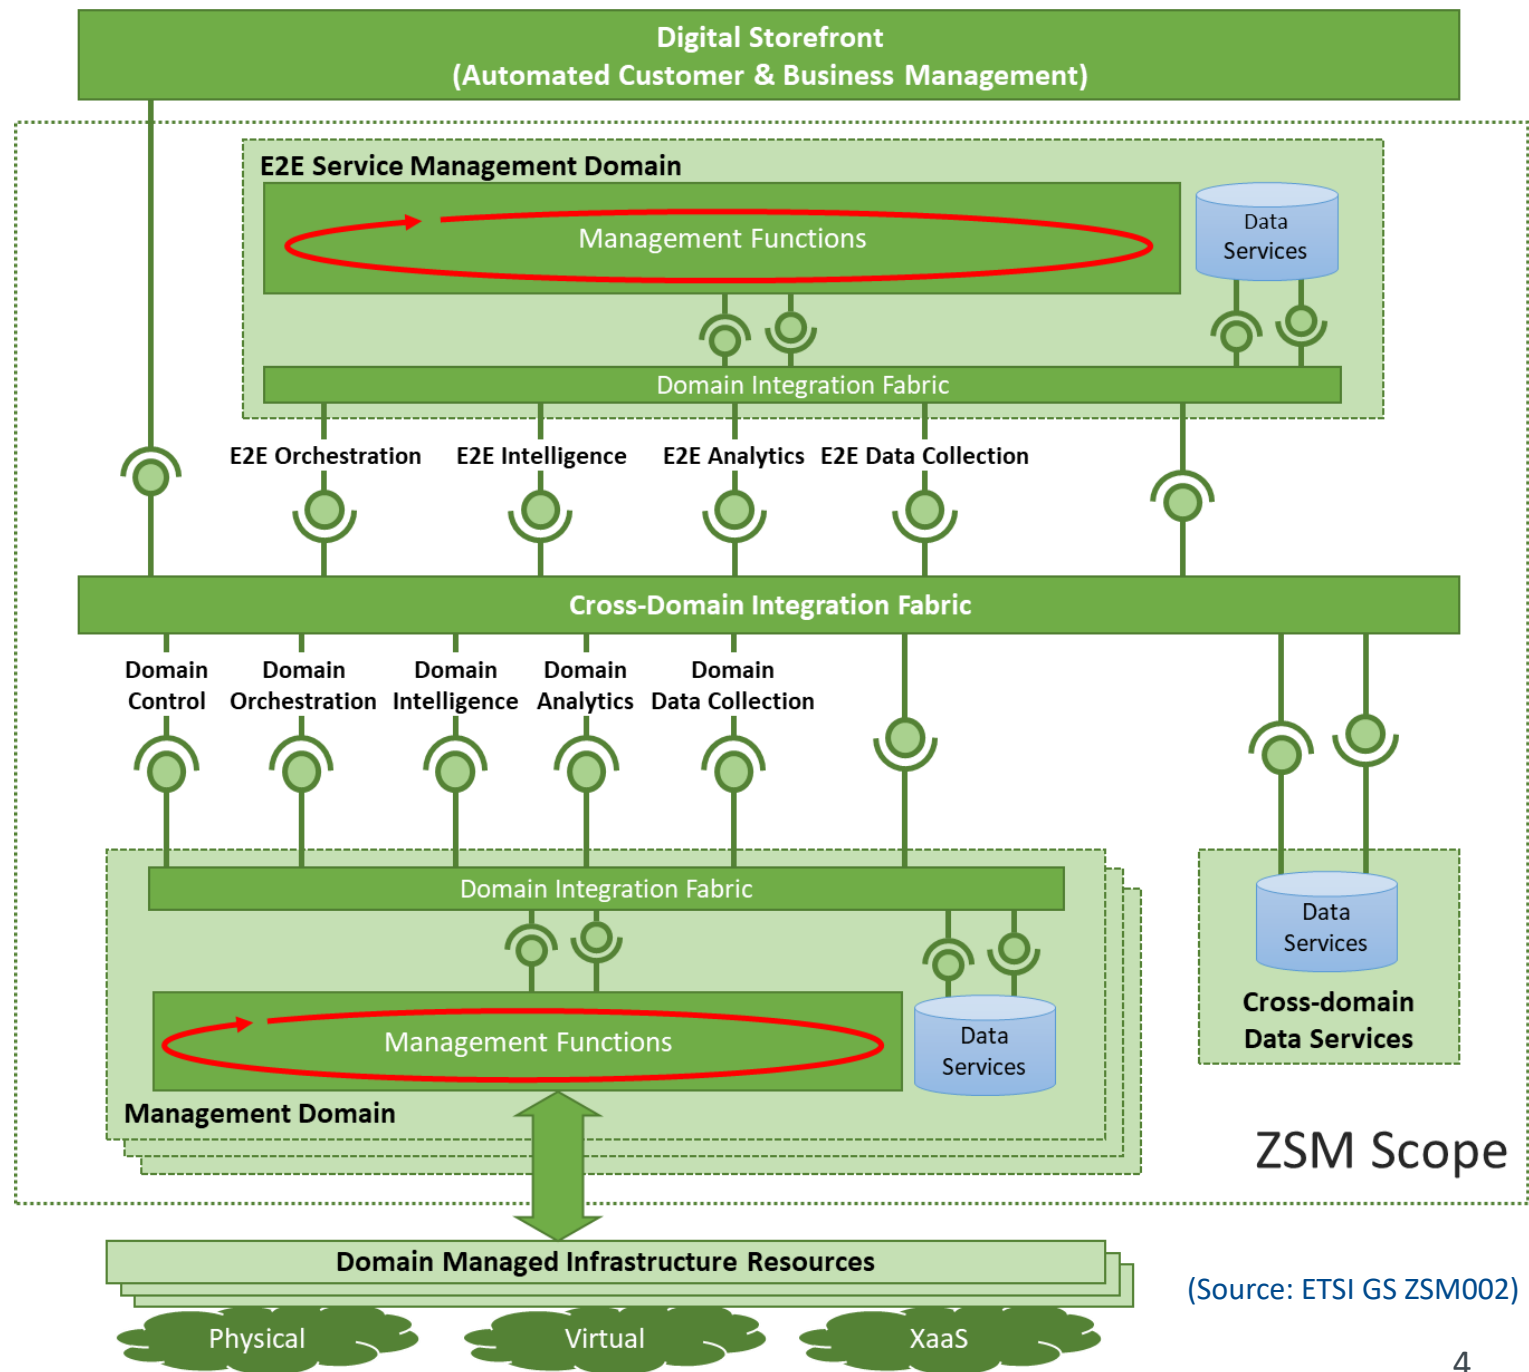 Digital Storefront
(Automated Customer & Business Management)
E2E Service Management Domain
Management Functions
Data
Services
Domain Integration Fabric
E2E Orchestration
E2E Intelligence
E2E Analytics
E2E Data Collection
Cross-Domain Integration Fabric
Domain
Control
Domain
Orchestration
Domain
Intelligence
Domain
Analytics
Domain
Data Collection
Domain Integration Fabric
Management Functions
Data
Services
Management Domain
Data
Services
Cross-domain
Data Services
ZSM Scope
Domain Managed Infrastructure Resources
(Source: ETSI GS ZSM002)
Physical
Virtual
XaaS
4